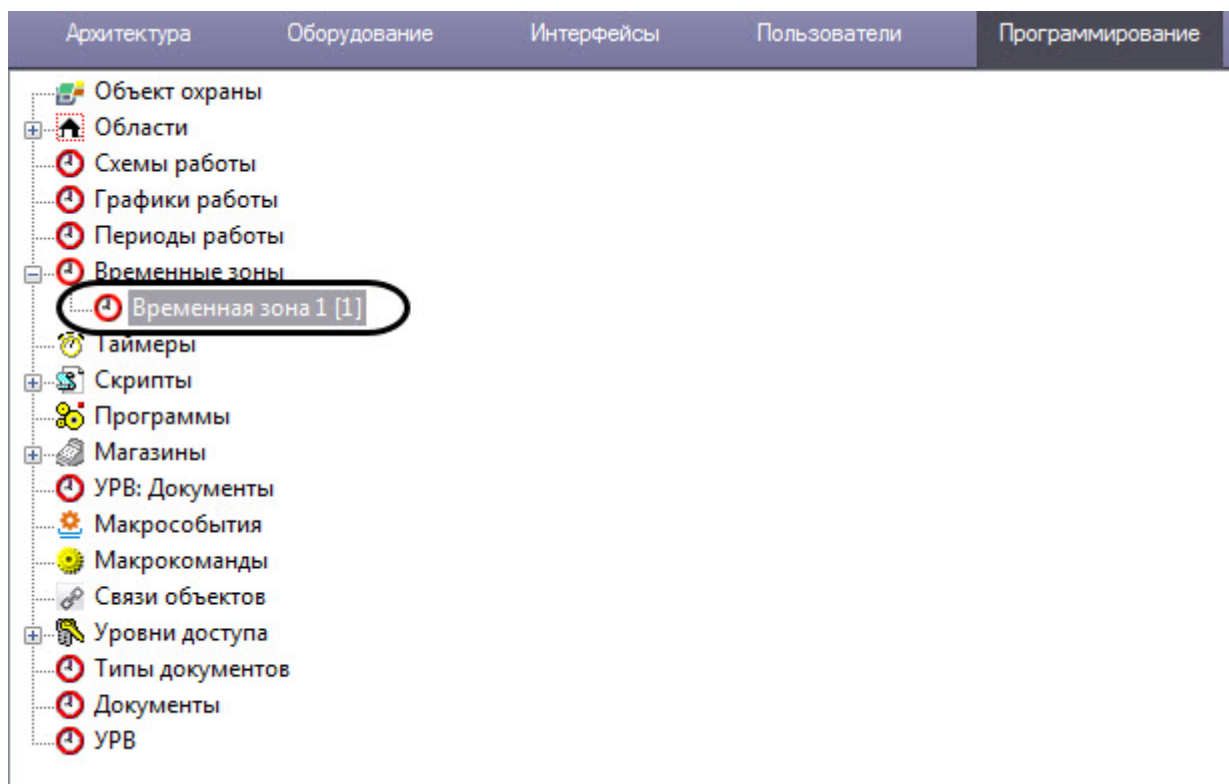 Архитектура Оборудование Интерфейсы Пользователи Программирование
Объект охраны
Области
Схемы работы
Графики работы
Периоды работы
Временные зоны
Временная зона 1 [1]
Таймеры
Скрипты
Программы
Магазины
УРВ: Документы
Макрособытия
Макрокоманды
Связи объектов
Уровни доступа
Типы документов
Документы
УРВ